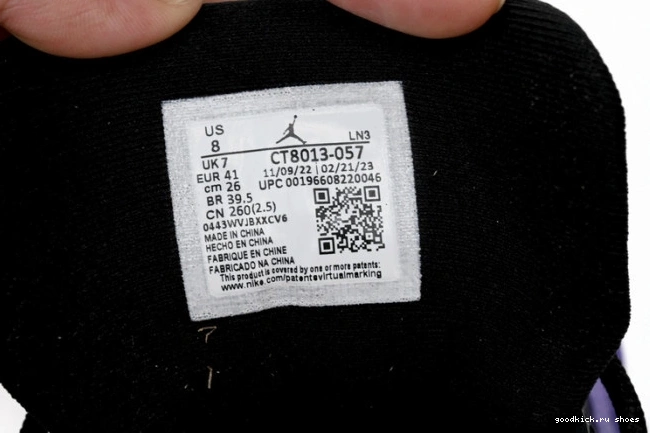 US
8
LN3
UK 7
CT8013-057
EUR 41
11/09/22 | 02/21/23
cm 26
UPC 00196608220046
BR 39.5
CN 260(2.5)
0443WVJBXXCV6
MADE IN CHINA
HECHO EN CHINA
FABRIQUE EN CHINE
FABRICADO NA CHINA
This product is covered by one or more patents:
www.nike.com/patentsvirtualmarking
goodkick.ru shoes